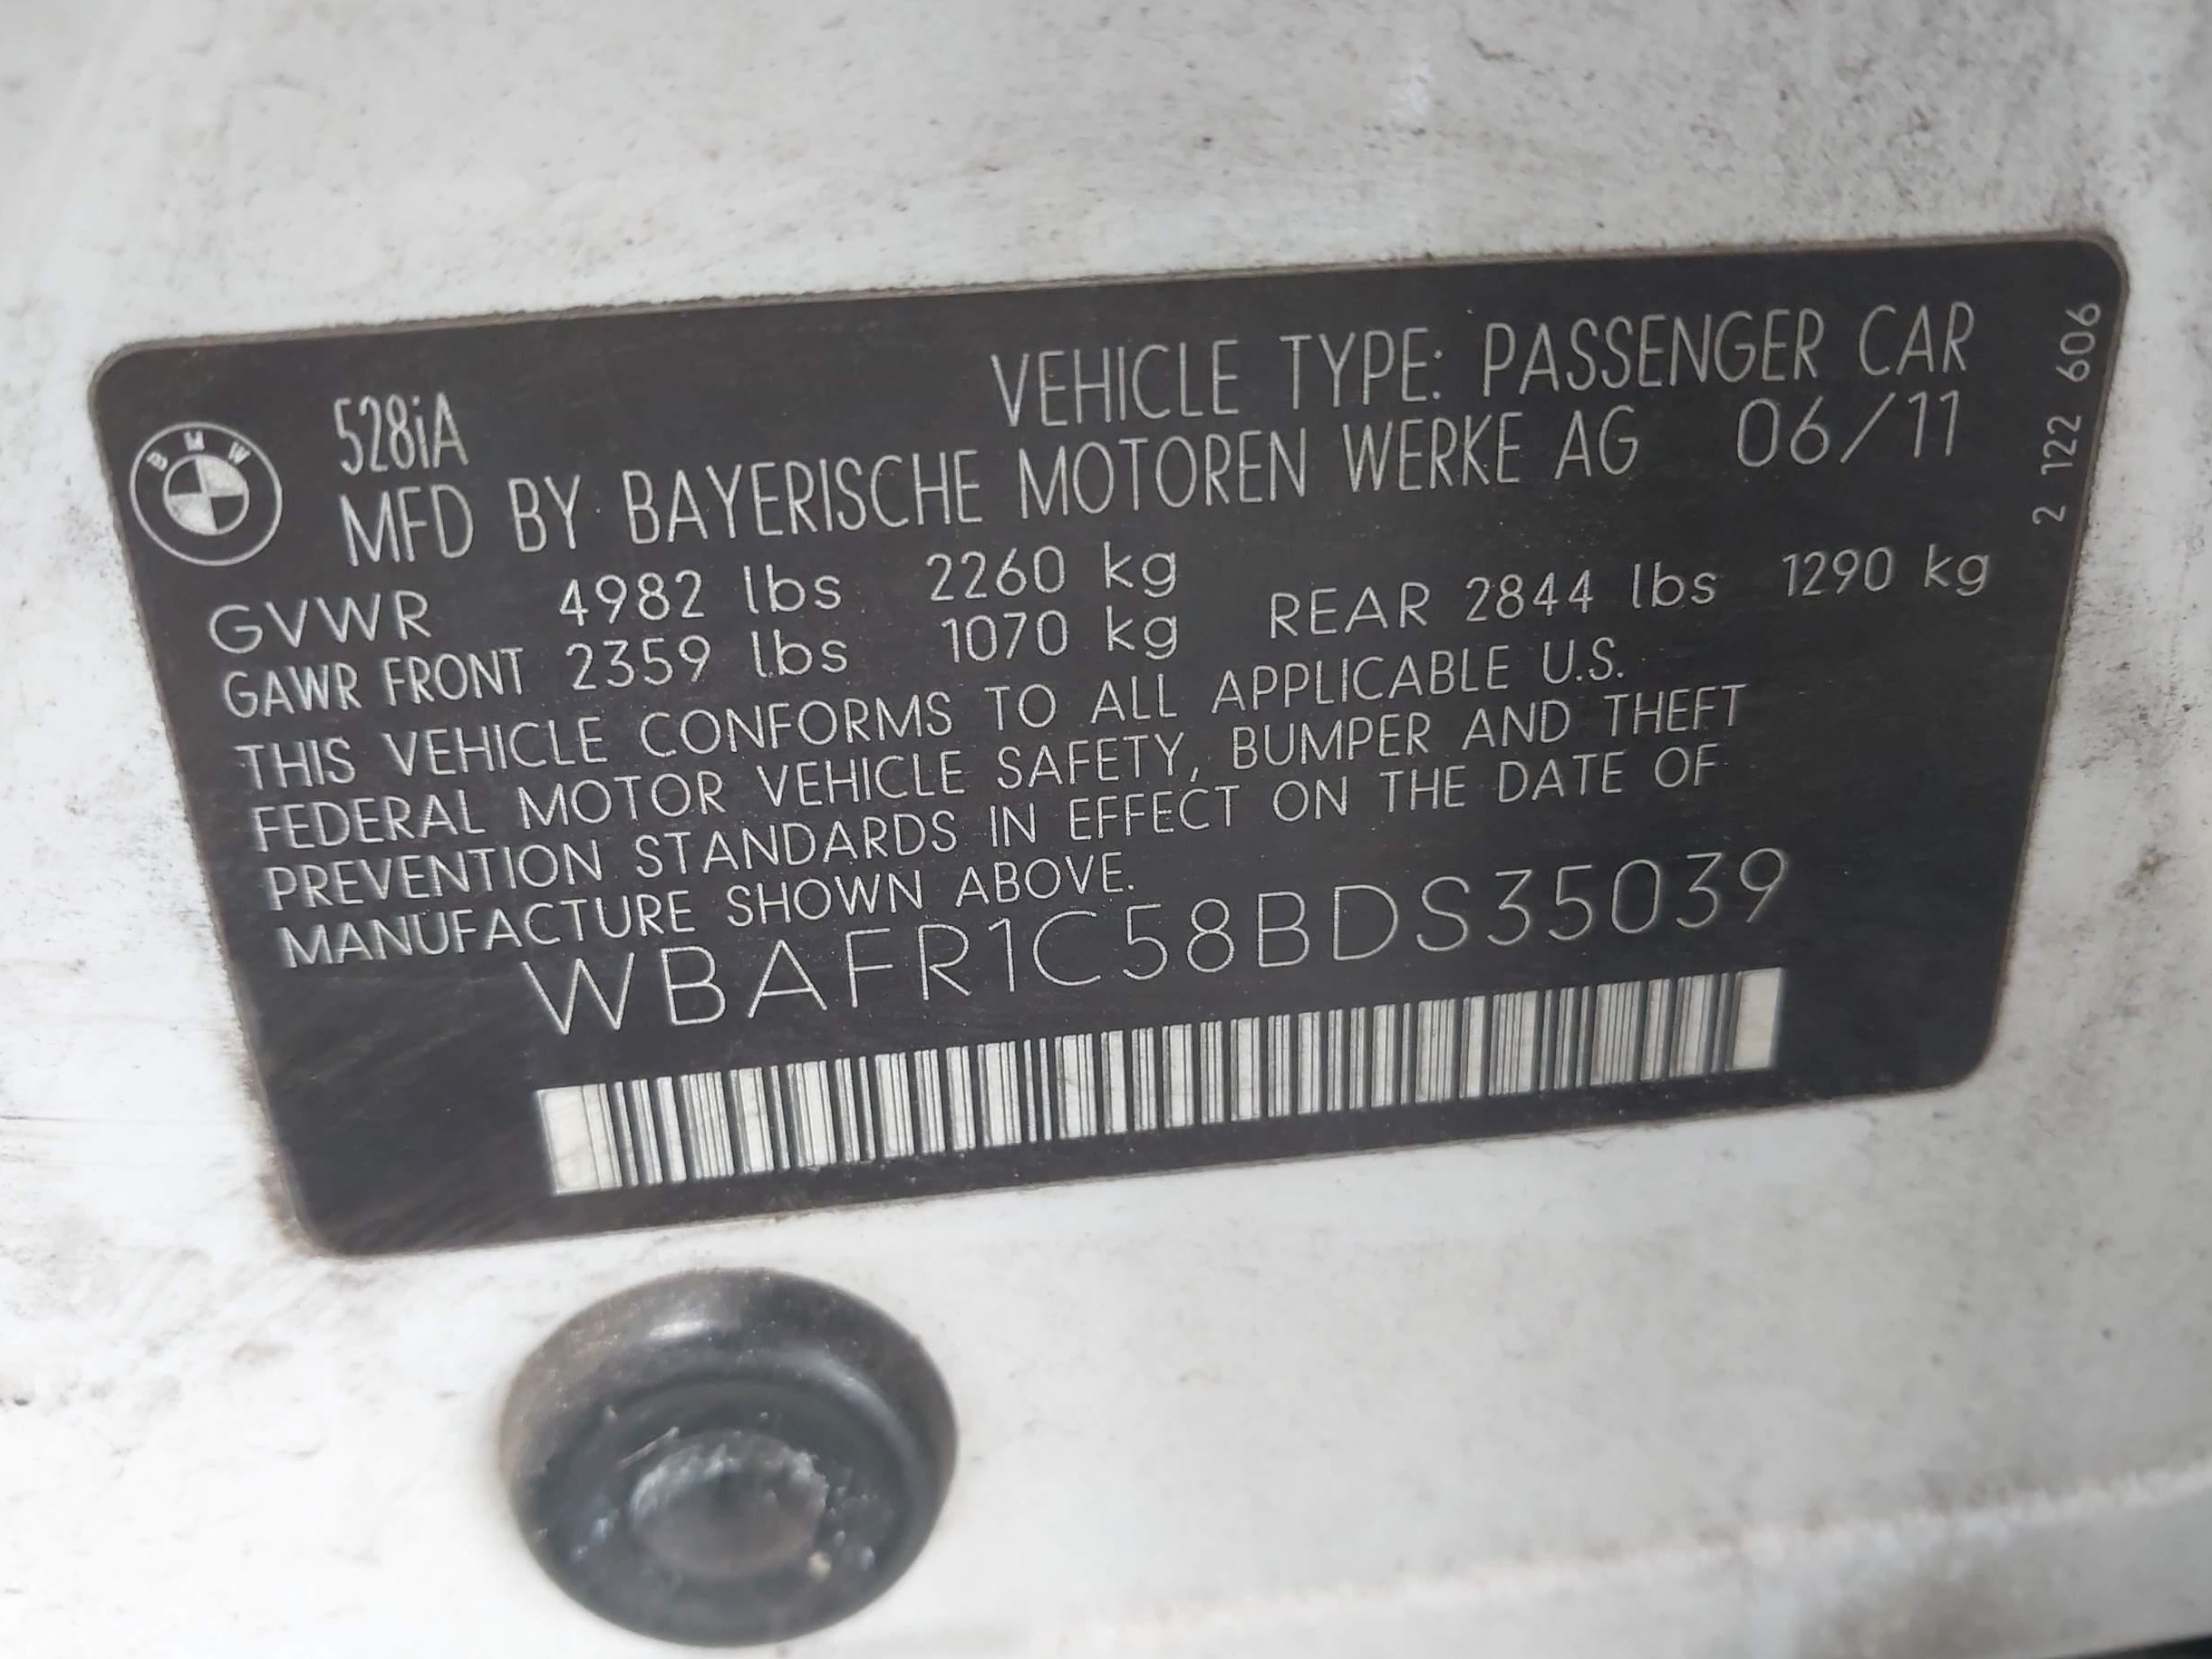 528iA VEHICLE TYPE: PASSENGER CAR
BMW
MFD BY BAYERISCHE MOTOREN WERKE AG 06/11
2 122 606
GVWR 4982 lbs 2260 kg
GAWR FRONT 2359 lbs 1070 kg REAR 2844 lbs 1290 kg
THIS VEHICLE CONFORMS TO ALL APPLICABLE U.S.
FEDERAL MOTOR VEHICLE SAFETY, BUMPER AND THEFT
PREVENTION STANDARDS IN EFFECT ON THE DATE OF
MANUFACTURE SHOWN ABOVE.
WBAFR1C58BDS35039